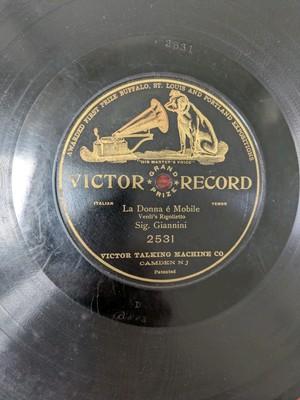 2531
AWARDED FIRST PRIZE BUFFALO, ST. LOUIS AND PORTLAND EXPOSITIONS
"HIS MASTER'S VOICE"
VICTOR GRAND PRIZE RECORD
ITALIAN TENOR
La Donna é Mobile
Verdi's Rigoletto
Sig. Giannini
2531
VICTOR TALKING MACHINE CO
CAMDEN N J
Patented
D